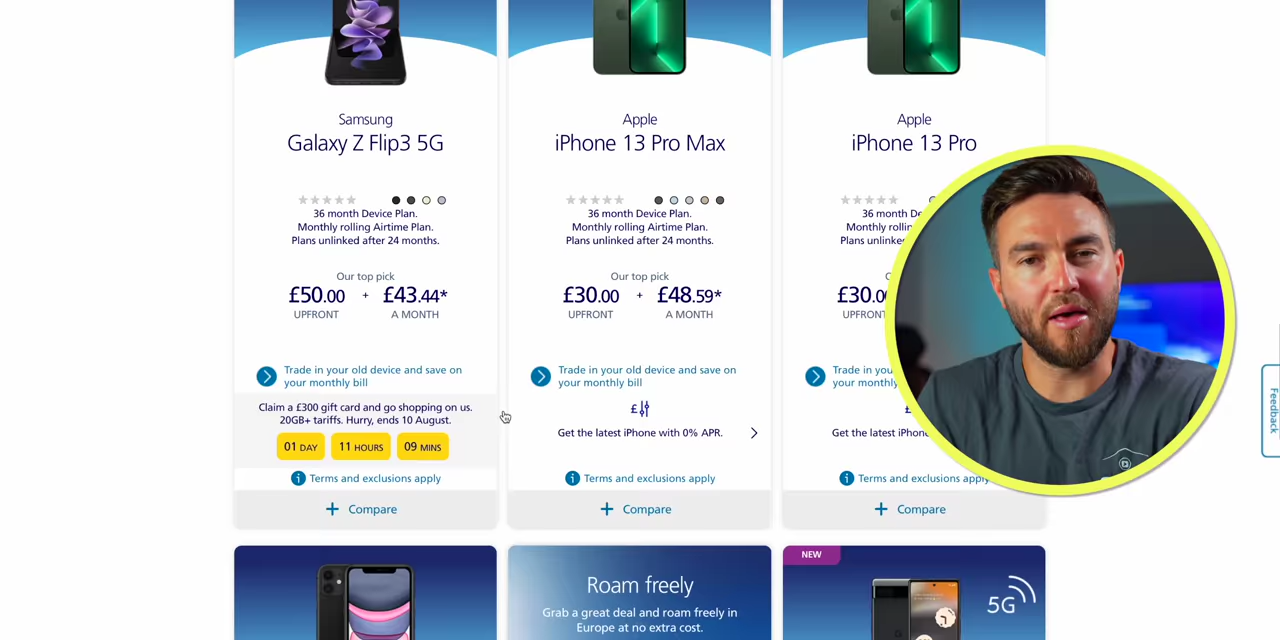 Samsung
Galaxy Z Flip3 5G
36 month Device Plan.
Monthly rolling Airtime Plan.
Plans unlinked after 24 months.
Our top pick
£50.00 + £43.44*
UPFRONT A MONTH
Trade in your old device and save on
your monthly bill
Claim a £300 gift card and go shopping on us.
20GB+ tariffs. Hurry, ends 10 August.
01 DAY 11 HOURS 09 MINS
Terms and exclusions apply
+ Compare
Apple
iPhone 13 Pro Max
36 month Device Plan.
Monthly rolling Airtime Plan.
Plans unlinked after 24 months.
Our top pick
£30.00 + £48.59*
UPFRONT A MONTH
Trade in your old device and save on
your monthly bill
£
Get the latest iPhone with 0% APR.
Terms and exclusions apply
+ Compare
Apple
iPhone 13 Pro
36 month Dev
Monthly rollin
Plans unlinke
£30.0
UPFRON
Trade in you
your month
£
Get the latest iPhon
Terms and exclusions apply
+ Compare
Feedback
Roam freely
Grab a great deal and roam freely in
Europe at no extra cost.
NEW
5G